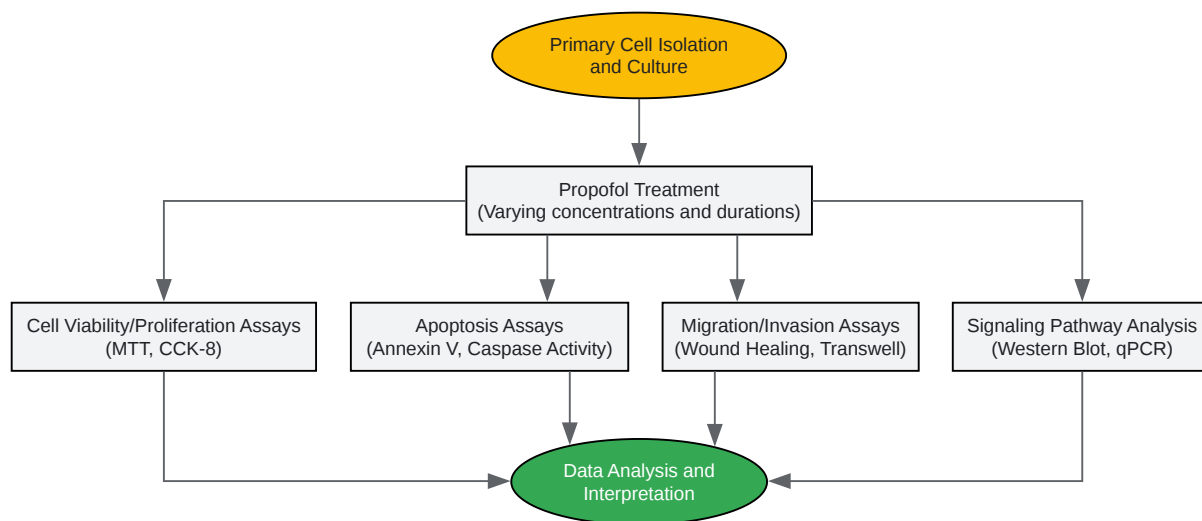 Primary Cell Isolation
and Culture
Propofol Treatment
(Varying concentrations and durations)
Cell Viability/Proliferation Assays
(MTT, CCK-8)
Apoptosis Assays
(Annexin V, Caspase Activity)
Migration/Invasion Assays
(Wound Healing, Transwell)
Signaling Pathway Analysis
(Western Blot, qPCR)
Data Analysis and
Interpretation